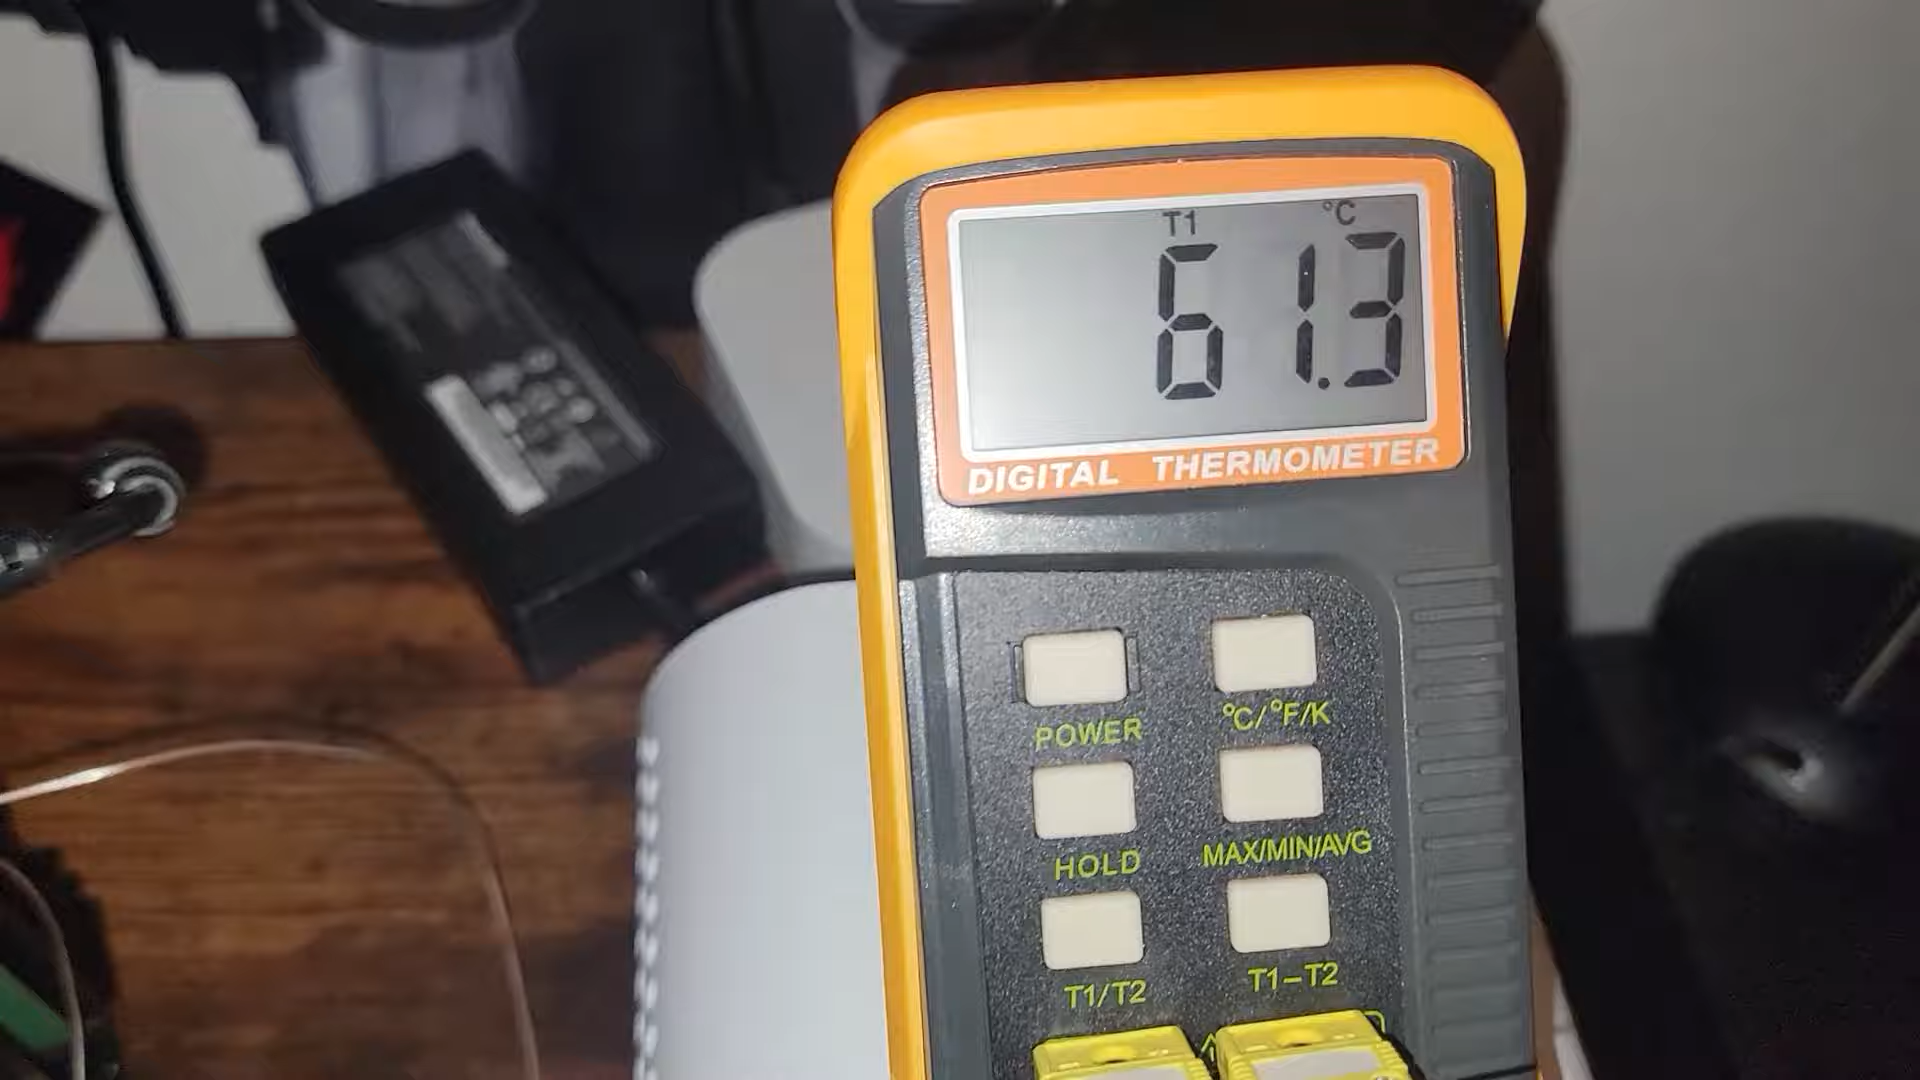 T1 °C
61.3
DIGITAL THERMOMETER
POWER
°C/°F/K
HOLD
MAX/MIN/AVG
T1/T2
T1-T2